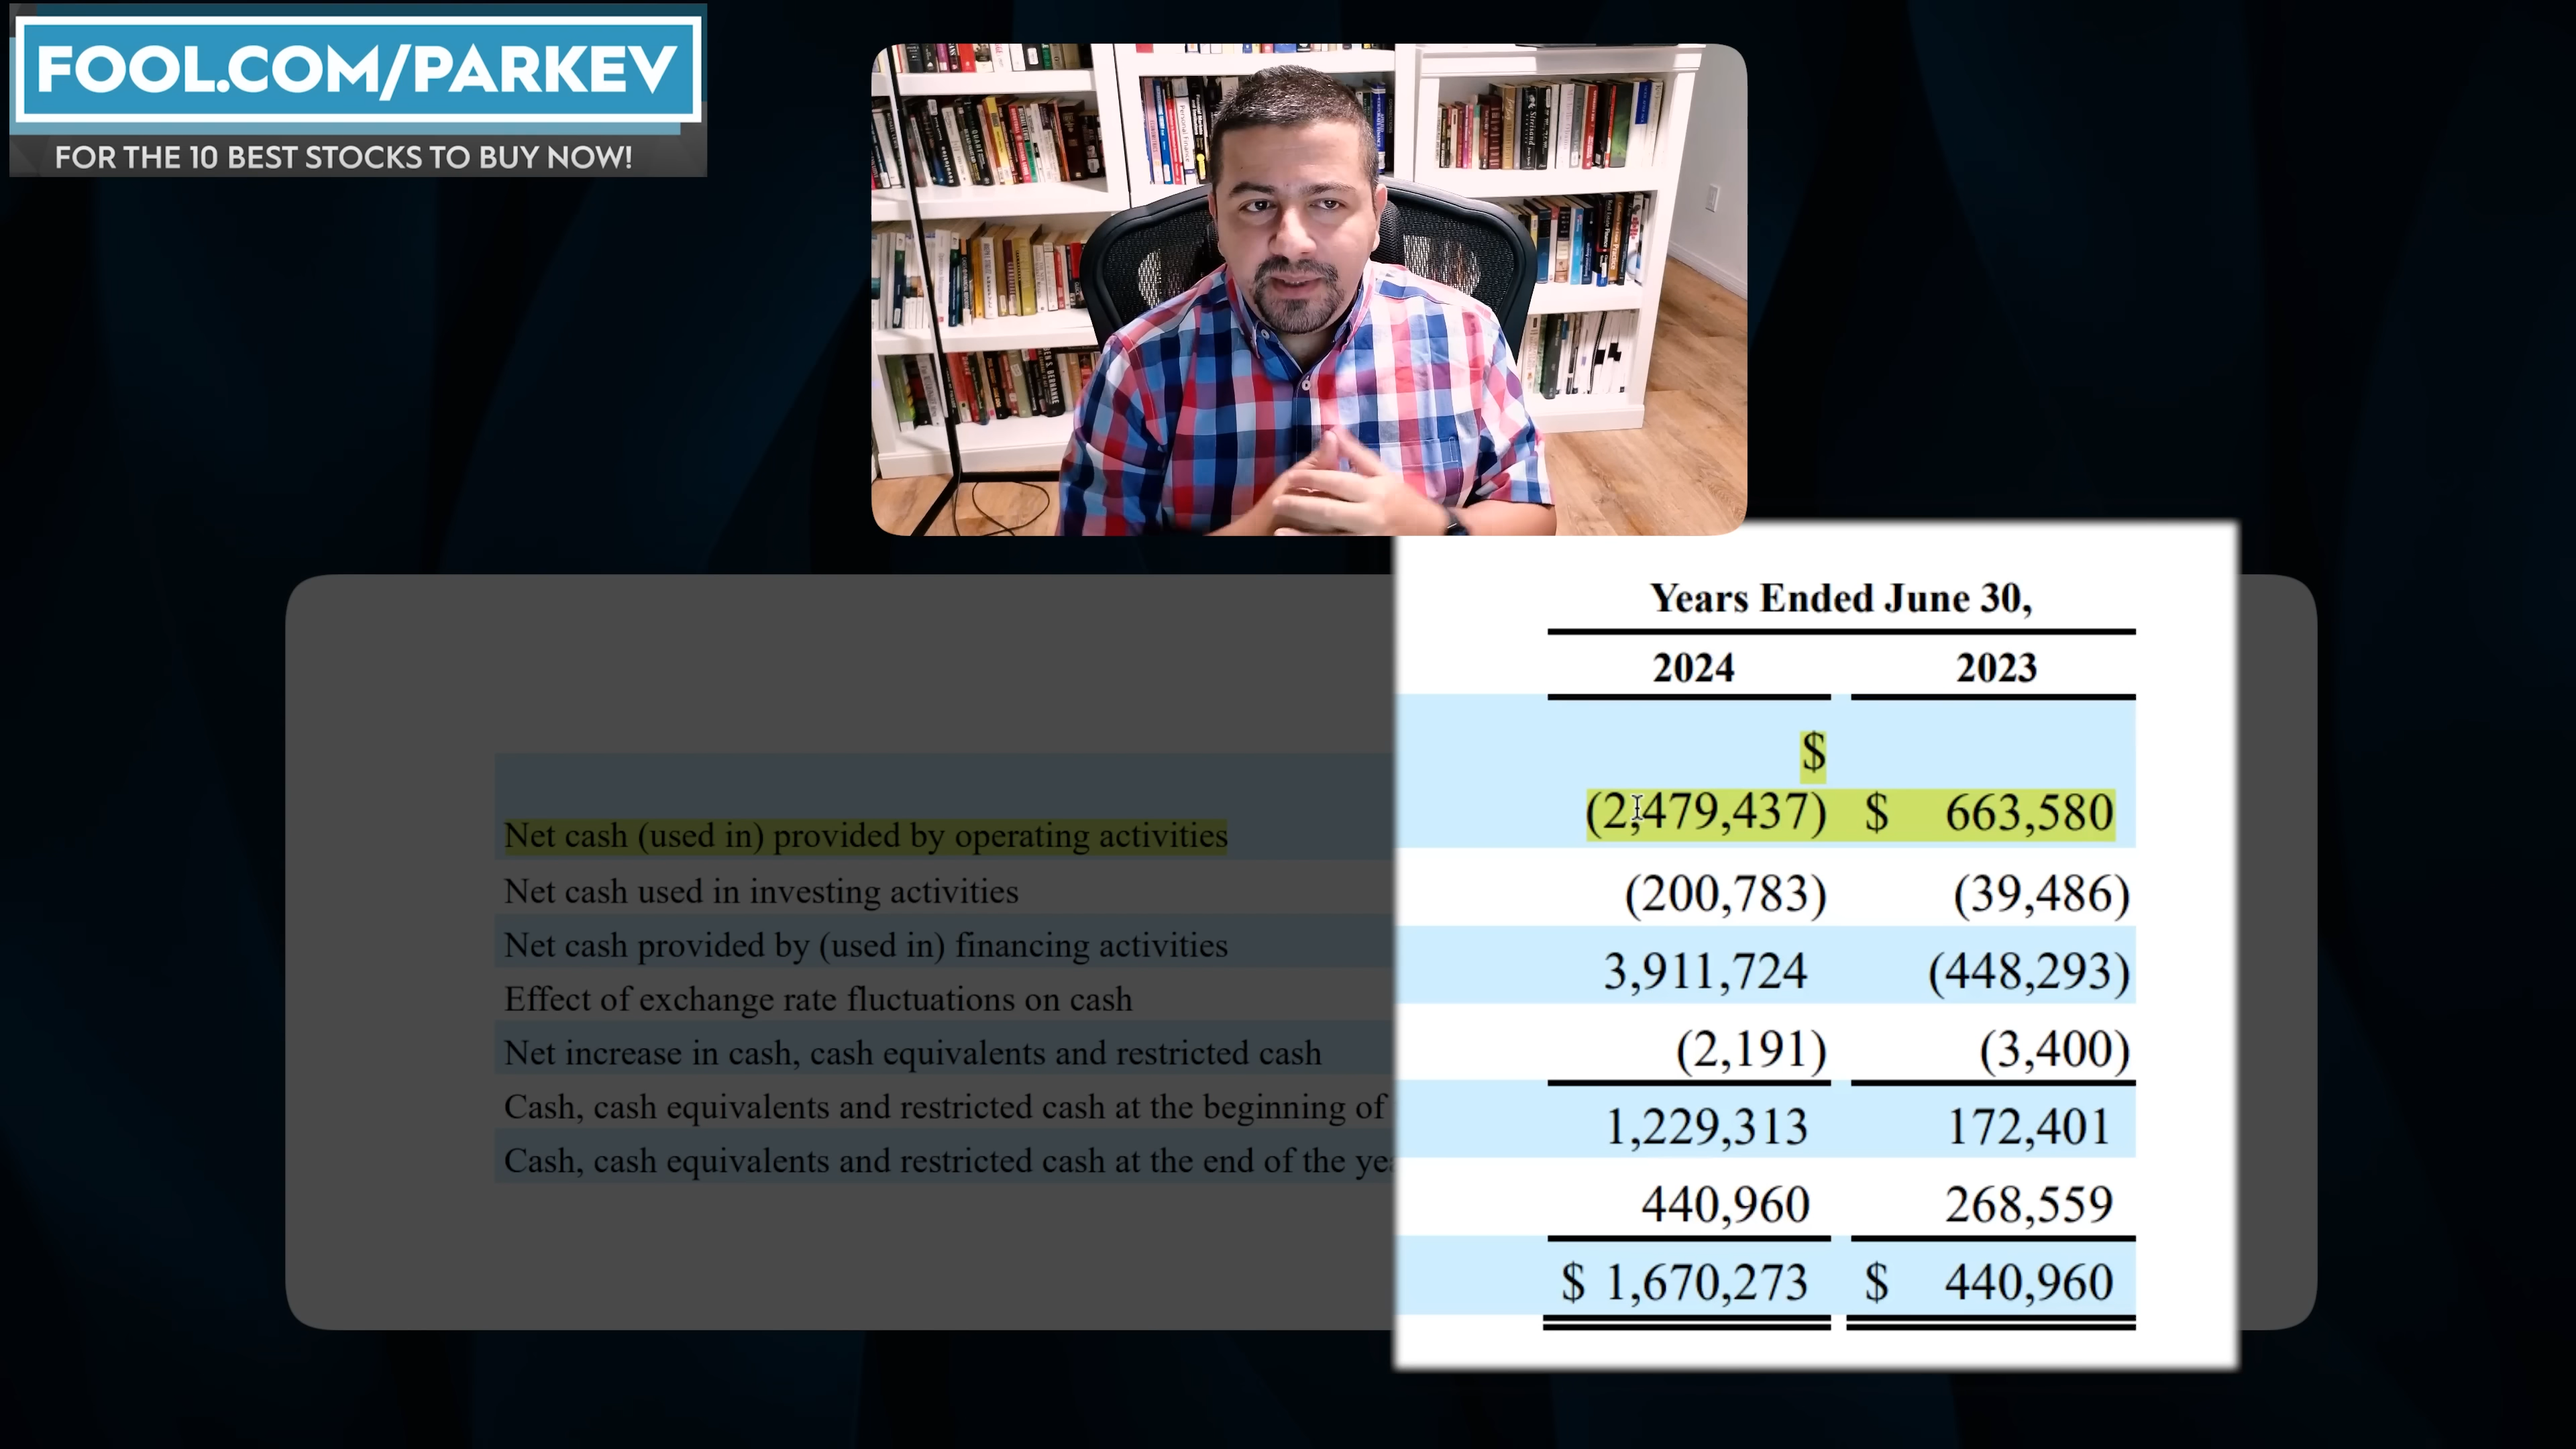 FOOL.COM/PARKEV
FOR THE 10 BEST STOCKS TO BUY NOW!
Years Ended June 30,
2024 2023
$
Net cash (used in) provided by operating activities (2,479,437) $ 663,580
Net cash used in investing activities (200,783) (39,486)
Net cash provided by (used in) financing activities 3,911,724 (448,293)
Effect of exchange rate fluctuations on cash (2,191) (3,400)
Net increase in cash, cash equivalents and restricted cash 1,229,313 172,401
Cash, cash equivalents and restricted cash at the beginning of 440,960 268,559
Cash, cash equivalents and restricted cash at the end of the $ 1,670,273 $ 440,960